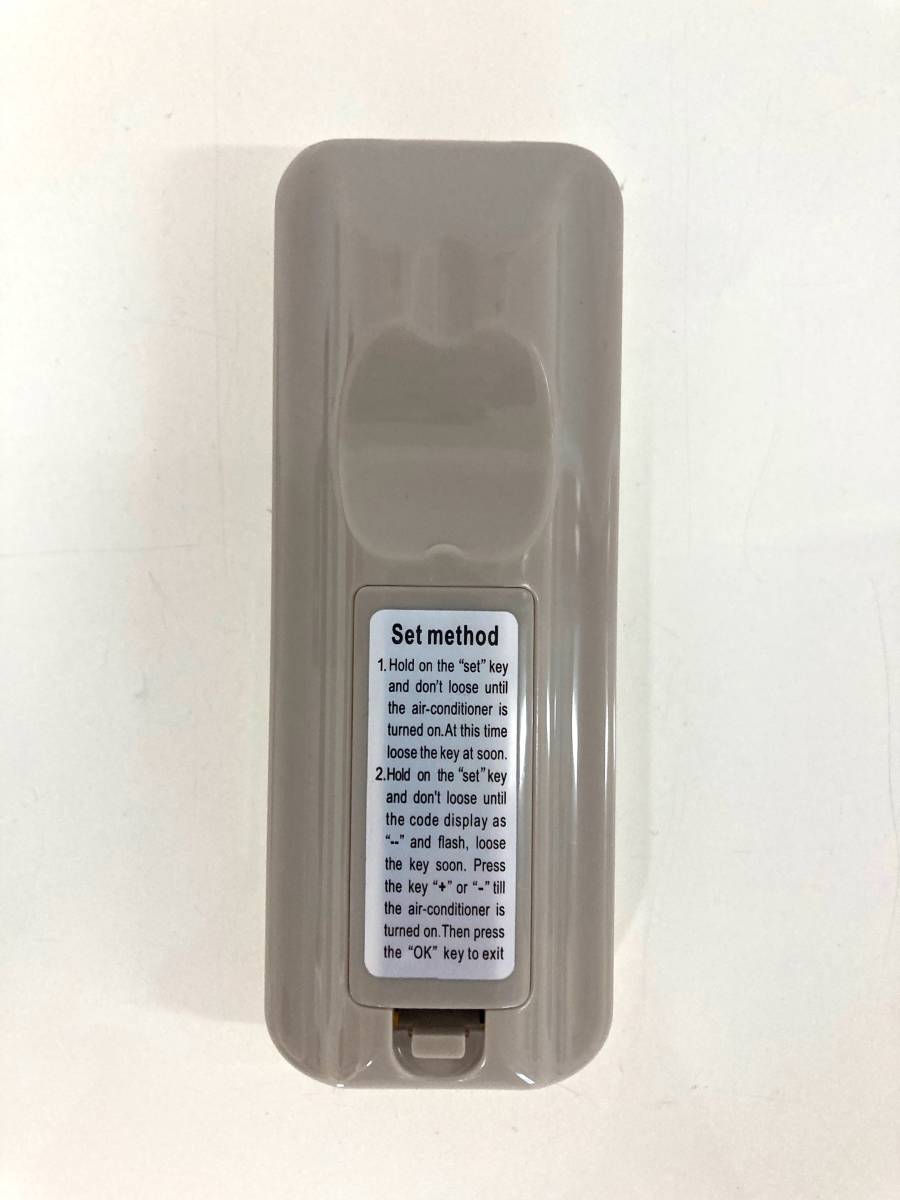 Set method
1. Hold on the "set" key
and don't loose until
the air-conditioner is
turned on.At this time
loose the key at soon.
2.Hold on the "set" key
and don't loose until
the code display as
"--" and flash, loose
the key soon. Press
the key "+" or "-" till
the air-conditioner is
turned on.Then press
the "OK" key to exit